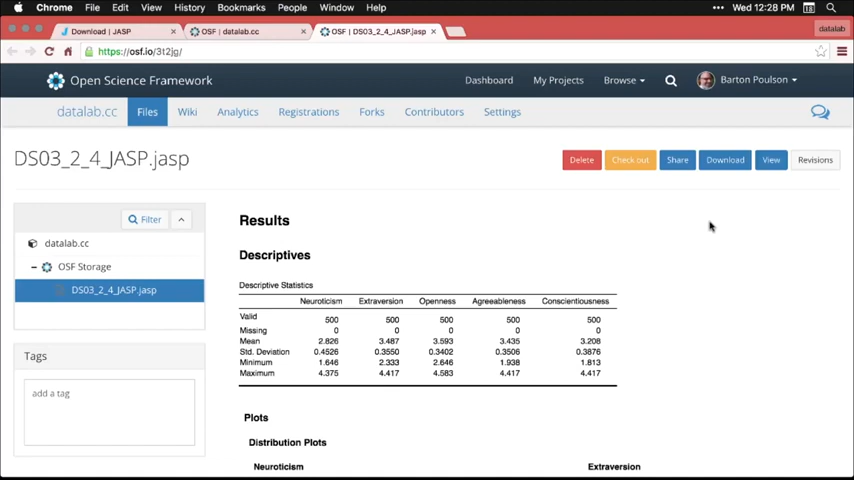 Chrome File Edit View History Bookmarks People Window Help ••• 18 Wed 12:28 PM
Download | JASP × OSF | datalab.cc × OSF | DS03_2_4_JASP.jasp × datalab
https://osf.io/3t2jg/
Open Science Framework Dashboard My Projects Browse Barton Poulson
datalab.cc Files Wiki Analytics Registrations Forks Contributors Settings
DS03_2_4_JASP.jasp Delete Check out Share Download View Revisions
Filter
datalab.cc
OSF Storage
DS03_2_4_JASP.jasp
Tags
add a tag
Results
Descriptives
Descriptive Statistics
Neuroticism Extraversion Openness Agreeableness Conscientiousness
Valid 500 500 500 500 500
Missing 0 0 0 0 0
Mean 2.826 3.487 3.593 3.435 3.208
Std. Deviation 0.4526 0.3550 0.3402 0.3506 0.3876
Minimum 1.646 2.333 2.646 1.938 1.813
Maximum 4.375 4.417 4.583 4.417 4.417
Plots
Distribution Plots
Neuroticism Extraversion